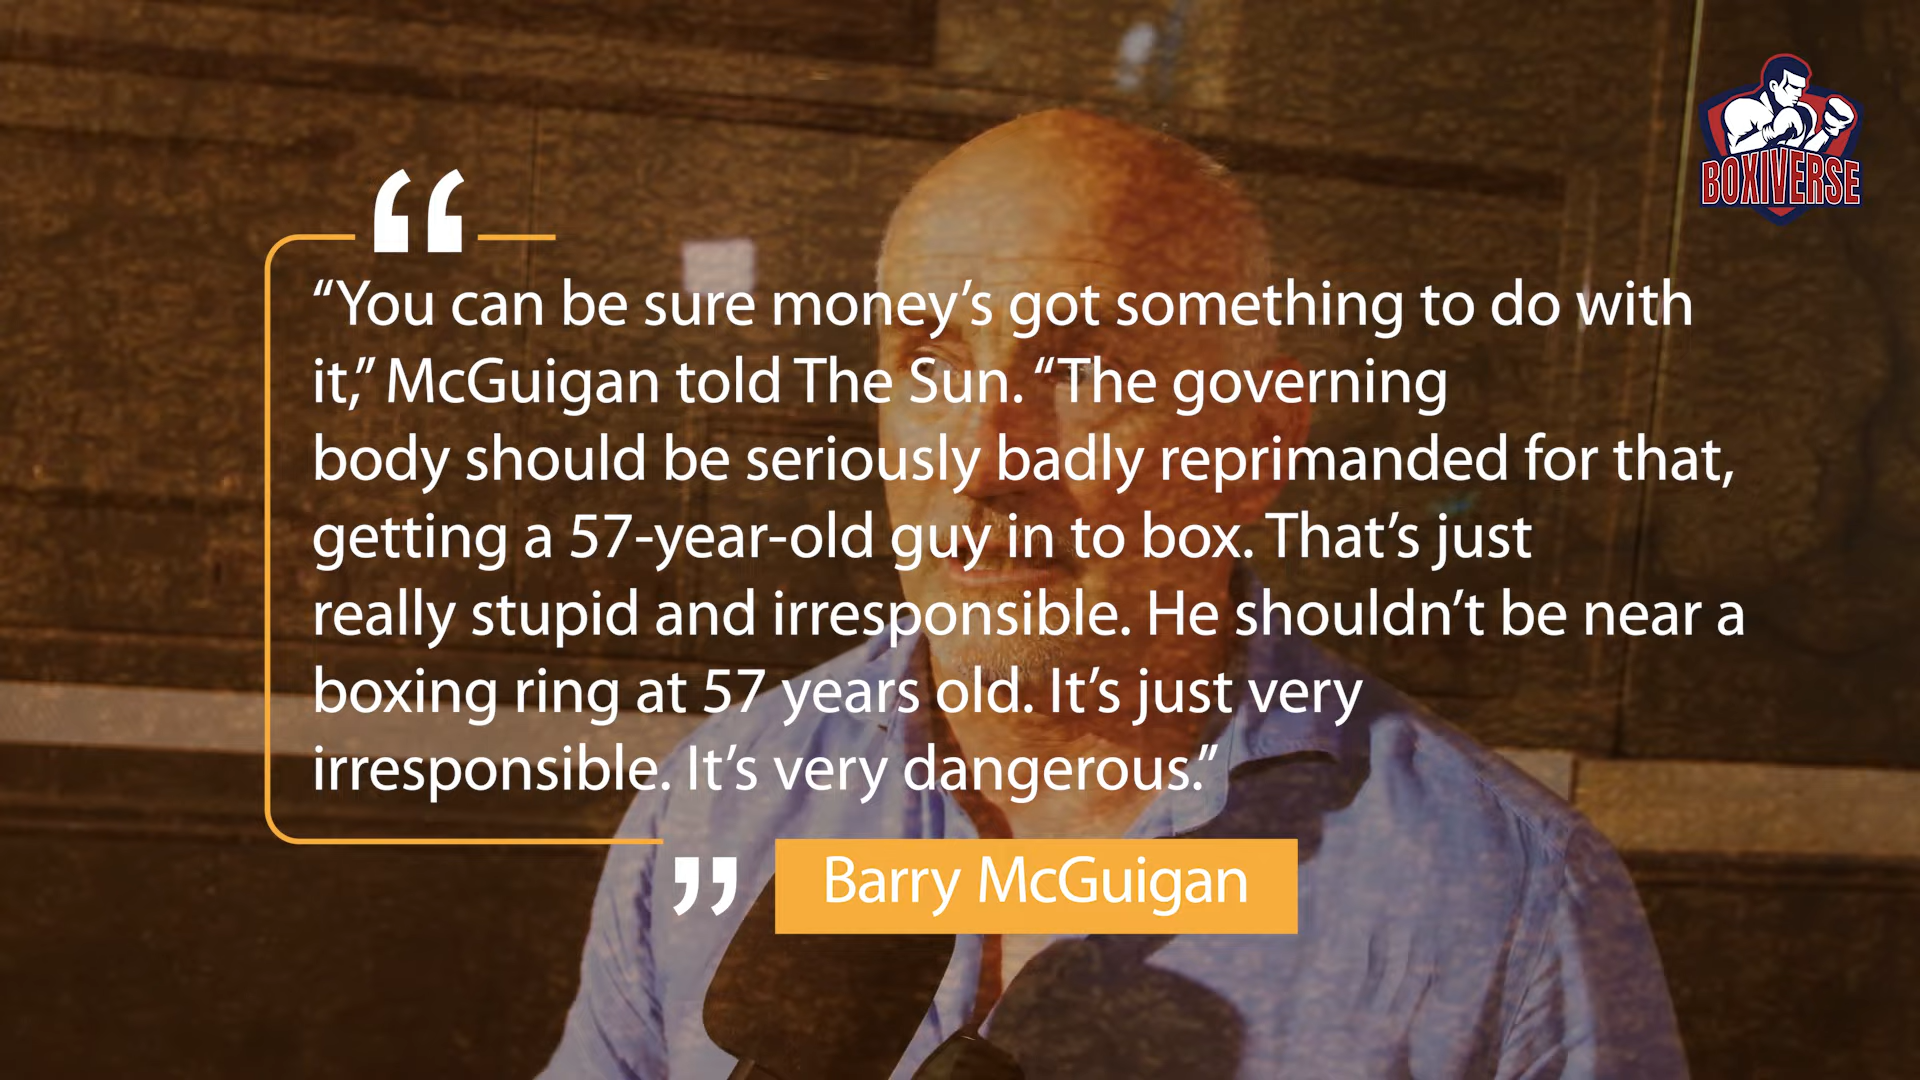 BOXIVERSE
“You can be sure money’s got something to do with
it,” McGuigan told The Sun. “The governing
body should be seriously badly reprimanded for that,
getting a 57-year-old guy in to box. That’s just
really stupid and irresponsible. He shouldn’t be near a
boxing ring at 57 years old. It’s just very
irresponsible. It’s very dangerous.”
Barry McGuigan